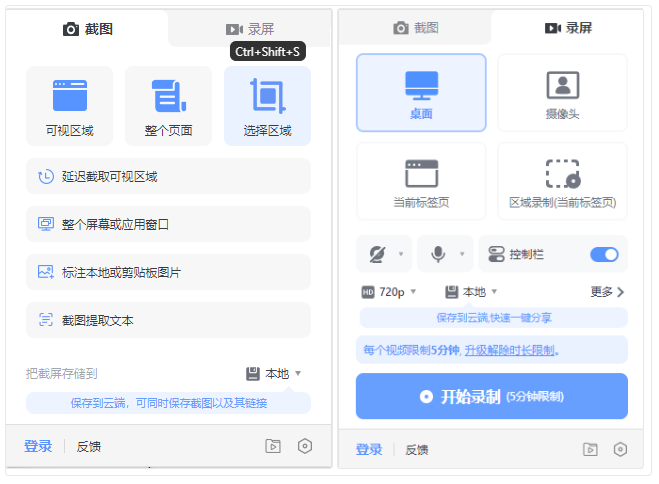 截图
录屏
Ctrl+Shift+S
可视区域
整个页面
选择区域
延迟截取可视区域
整个屏幕或应用窗口
标注本地或剪贴板图片
截图提取文本
把截屏存储到
本地
保存到云端，可同时保存截图以及其链接
登录
反馈
截图
录屏
桌面
摄像头
当前标签页
区域录制(当前标签页)
控制栏
HD 720p
本地
更多
保存到云端,快速一键分享
每个视频限制5分钟, 升级解除时长限制。
开始录制 (5分钟限制)
登录
反馈